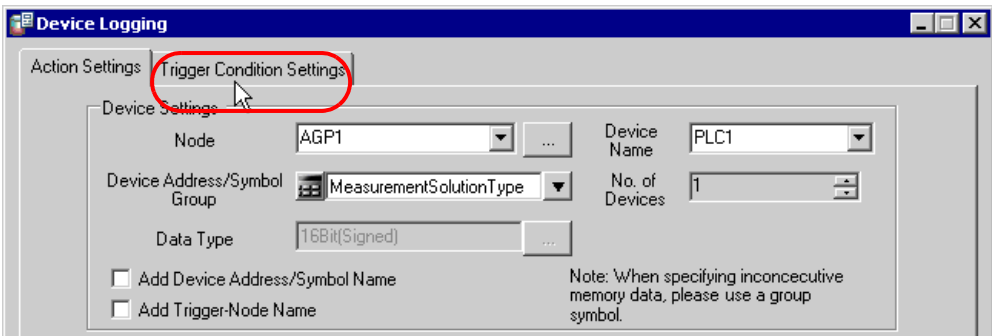 Device Logging
Action Settings
Trigger Condition Settings
Device Settings
Node
AGP1
...
Device
Name
PLC1
Device Address/Symbol
Group
MeasurementSolutionType
No. of
Devices
1
Data Type
16Bit(Signed)
...
Add Device Address/Symbol Name
Add Trigger-Node Name
Note: When specifying inconcecutive
memory data, please use a group
symbol.